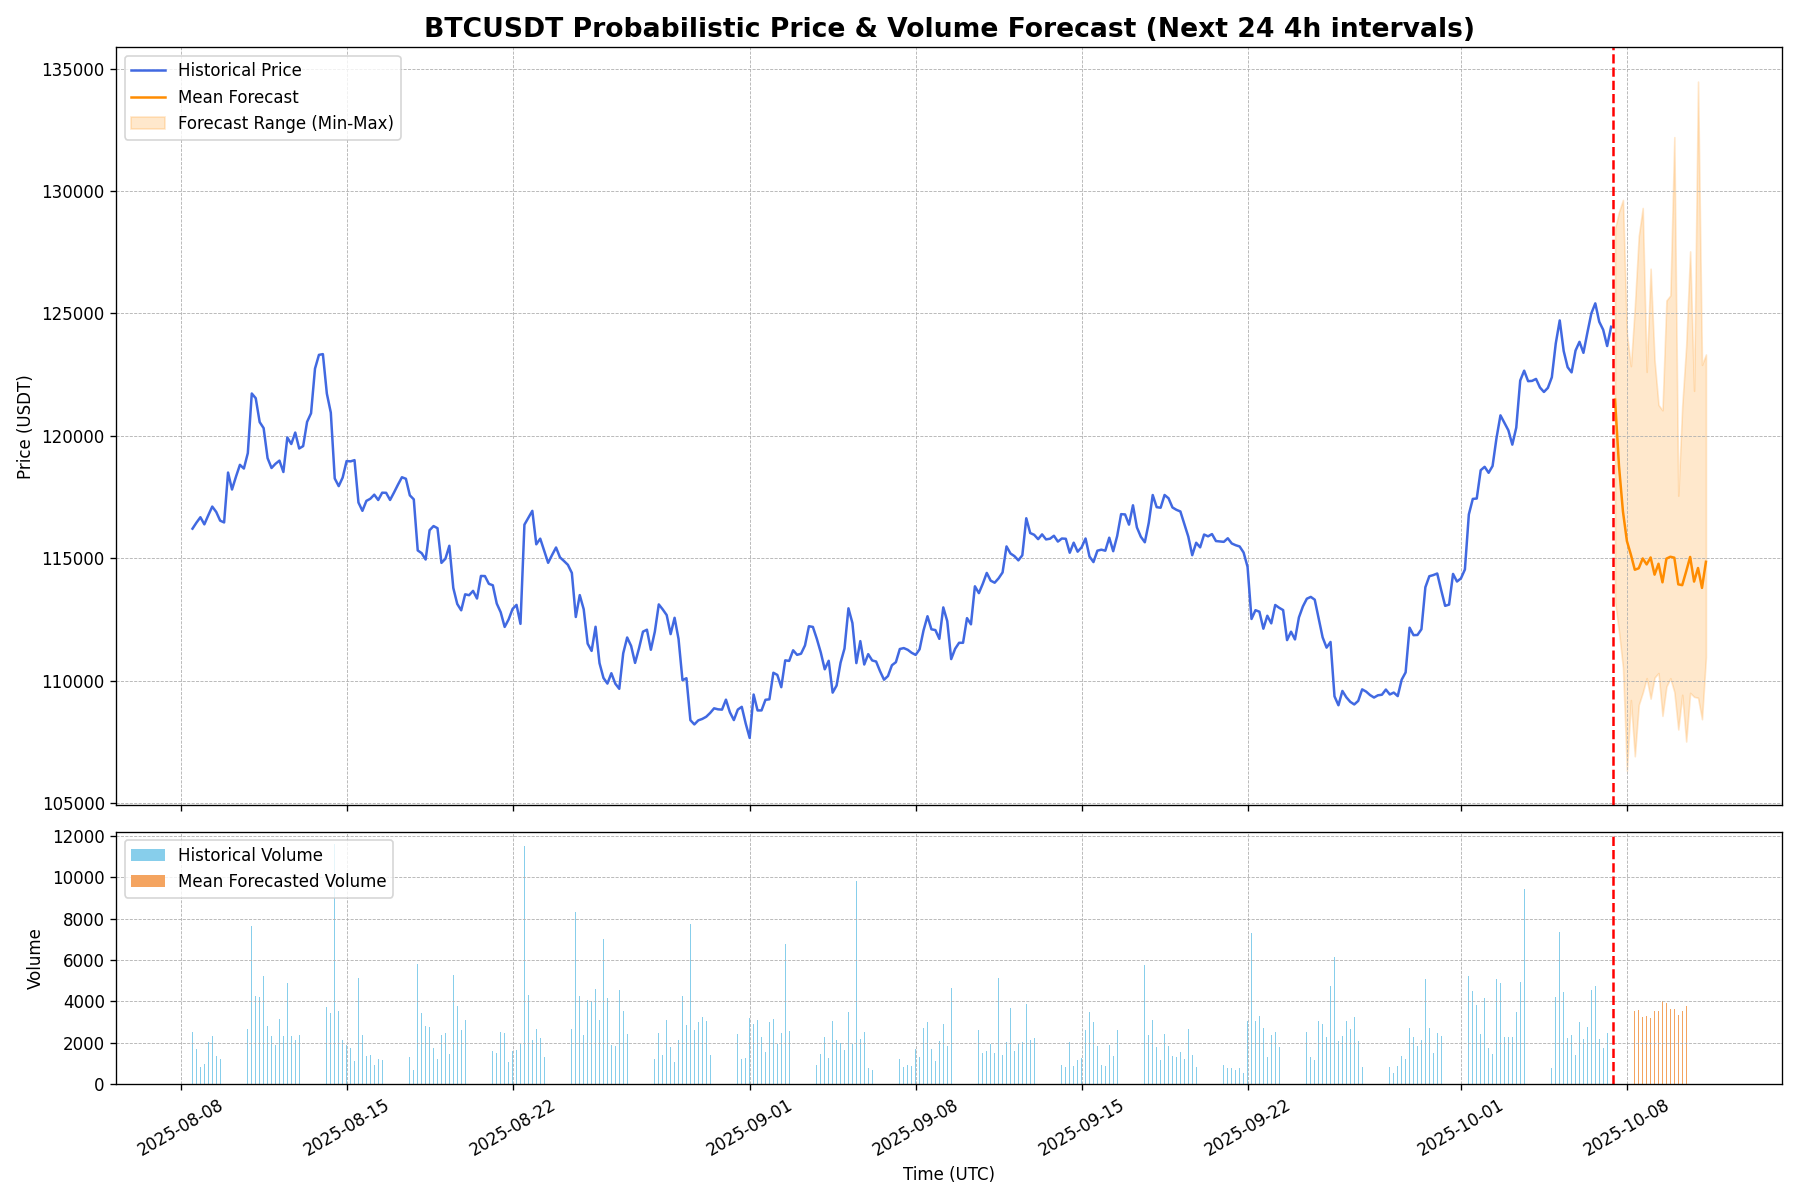 BTCUSDT Probabilistic Price & Volume Forecast (Next 24 4h intervals)
Historical Price
Mean Forecast
Forecast Range (Min-Max)
135000
130000
125000
120000
115000
110000
105000
Price (USDT)
Historical Volume
Mean Forecasted Volume
12000
10000
8000
6000
4000
2000
0
Volume
2025-08-08
2025-08-15
2025-08-22
2025-09-01
2025-09-08
2025-09-15
2025-09-22
2025-10-01
2025-10-08
Time (UTC)